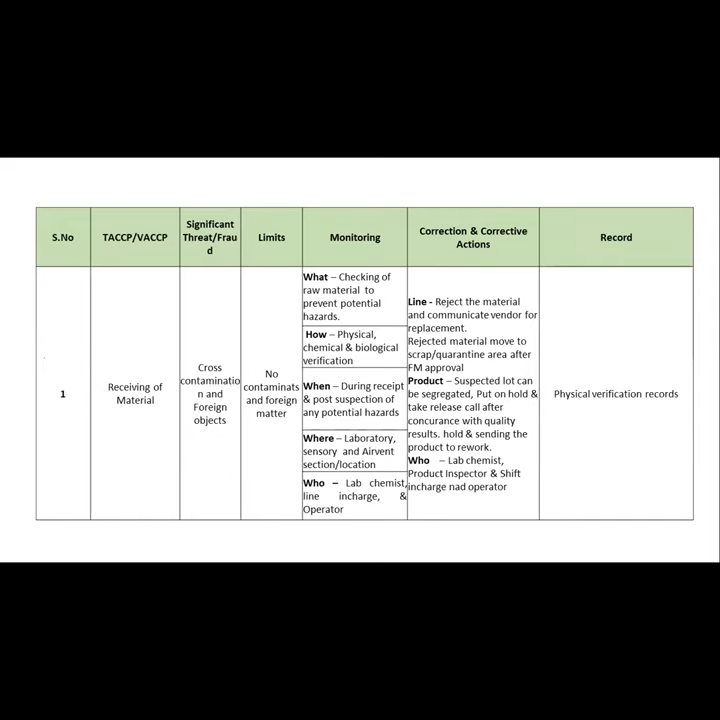 S.No
TACCP/VACCP
Significant
Threat/Frau
d
Limits
Monitoring
Correction & Corrective
Actions
Record
1
Receiving of
Material
Cross
contaminatio
n and
Foreign
objects
No
contaminats
and foreign
matter
What – Checking of
raw material to
prevent potential
hazards.
How – Physical,
chemical & biological
verification
When – During receipt
& post suspection of
any potential hazards
Where – Laboratory,
sensory and Airvent
section/location
Who – Lab chemist,
line incharge, &
Operator
Line - Reject the material
and communicate vendor for
replacement.
Rejected material move to
scrap/quarantine area after
FM approval
Product – Suspected lot can
be segregated, Put on hold &
take release call after
concurance with quality
results. hold & sending the
product to rework.
Who – Lab chemist,
Product Inspector & Shift
incharge nad operator
Physical verification records